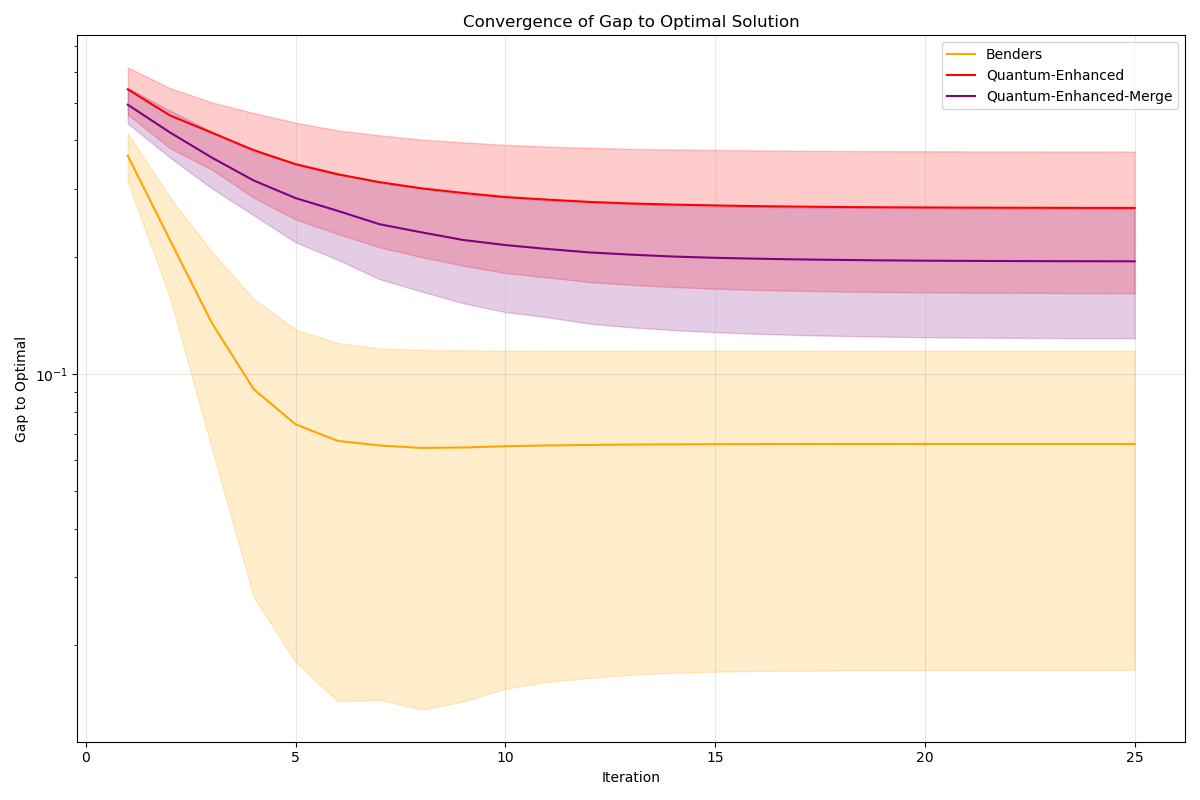 Convergence of Gap to Optimal Solution
Benders
Quantum-Enhanced
Quantum-Enhanced-Merge
Gap to Optimal
10⁻¹
0 5 10 15 20 25
Iteration